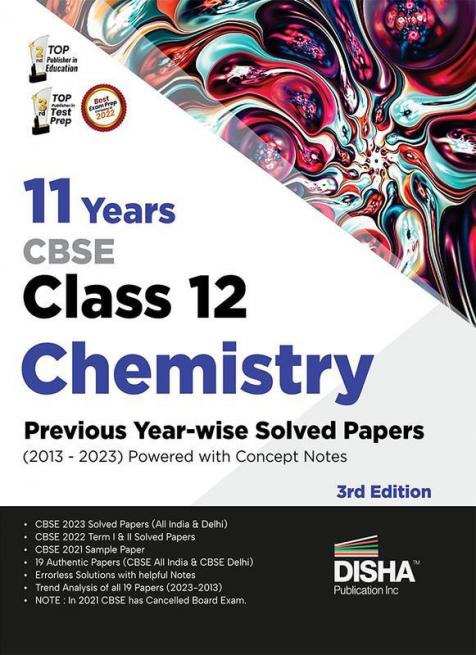 2nd
TOP
Publisher in
Education
3rd
TOP
Publisher in
Test
Prep
Best
Exam Prep
2022
11 Years
CBSE
Class 12
Chemistry
Previous Year-wise Solved Papers
(2013 - 2023) Powered with Concept Notes
3rd Edition
• CBSE 2023 Solved Papers (All India & Delhi)
• CBSE 2022 Term I & II Solved Papers
• CBSE 2021 Sample Paper
• 19 Authentic Papers (CBSE All India & CBSE Delhi)
• Errorless Solutions with helpful Notes
• Trend Analysis of all 19 Papers (2023-2013)
• NOTE : In 2021 CBSE has Cancelled Board Exam.
DISHA™
Publication Inc